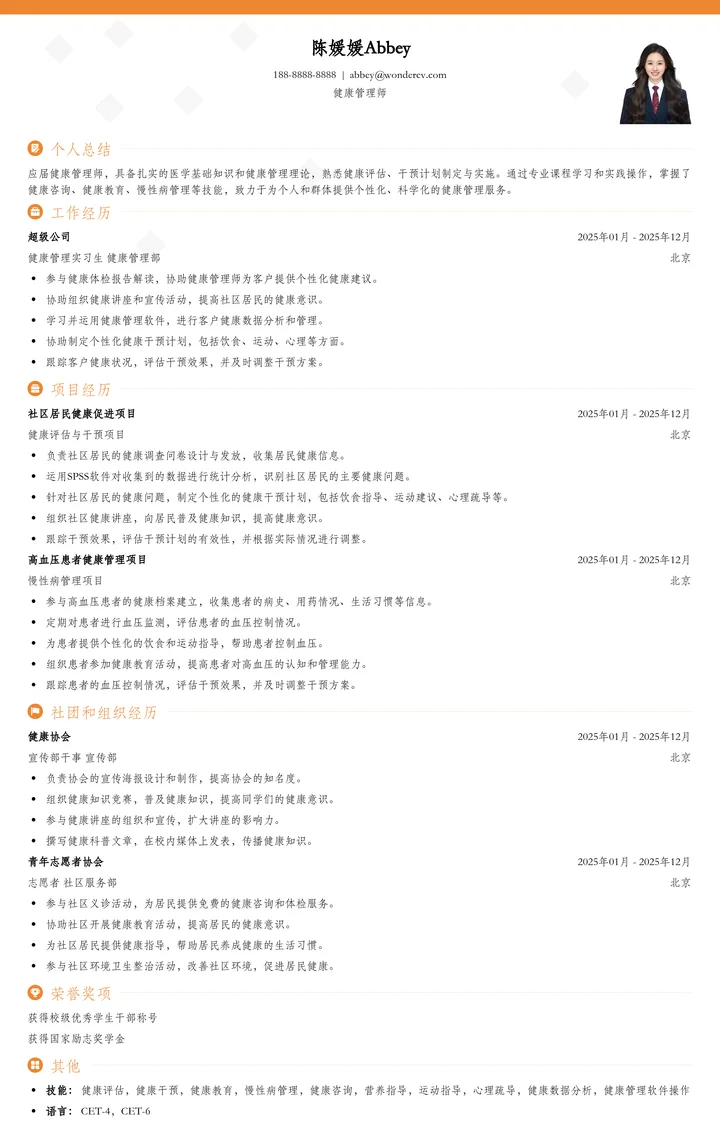 陈媛媛Abbey
188-8888-8888 | abbey@wondercv.com
健康管理师
个人总结
应届健康管理师，具备扎实的医学基础知识和健康管理理论，熟悉健康评估、干预计划制定与实施。通过专业课程学习和实践操作，掌握了
健康咨询、健康教育、慢性病管理等技能，致力于为个人和群体提供个性化、科学化的健康管理服务。
工作经历
超级公司 2025年01月 - 2025年12月
健康管理实习生 健康管理部 北京
• 参与健康体检报告解读，协助健康管理师为客户提供个性化健康建议。
• 协助组织健康讲座和宣传活动，提高社区居民的健康意识。
• 学习并运用健康管理软件，进行客户健康数据分析和管理。
• 协助制定个性化健康干预计划，包括饮食、运动、心理等方面。
• 跟踪客户健康状况，评估干预效果，并及时调整干预方案。
项目经历
社区居民健康促进项目 2025年01月 - 2025年12月
健康评估与干预项目 北京
• 负责社区居民的健康调查问卷设计与发放，收集居民健康信息。
• 运用SPSS软件对收集到的数据进行统计分析，识别社区居民的主要健康问题。
• 针对社区居民的健康问题，制定个性化的健康干预计划，包括饮食指导、运动建议、心理疏导等。
• 组织社区健康讲座，向居民普及健康知识，提高健康意识。
• 跟踪干预效果，评估干预计划的有效性，并根据实际情况进行调整。
高血压患者健康管理项目 2025年01月 - 2025年12月
慢性病管理项目 北京
• 参与高血压患者的健康档案建立，收集患者的病史、用药情况、生活习惯等信息。
• 定期对患者进行血压监测，评估患者的血压控制情况。
• 为患者提供个性化的饮食和运动指导，帮助患者控制血压。
• 组织患者参加健康教育活动，提高患者对高血压的认知和管理能力。
• 跟踪患者的血压控制情况，评估干预效果，并及时调整干预方案。
社团和组织经历
健康协会 2025年01月 - 2025年12月
宣传部干事 宣传部 北京
• 负责协会的宣传海报设计和制作，提高协会的知名度。
• 组织健康知识竞赛，普及健康知识，提高同学们的健康意识。
• 参与健康讲座的组织和宣传，扩大讲座的影响力。
• 撰写健康科普文章，在校内媒体上发表，传播健康知识。
青年志愿者协会 2025年01月 - 2025年12月
志愿者 社区服务部 北京
• 参与社区义诊活动，为居民提供免费的健康咨询和体检服务。
• 协助社区开展健康教育活动，提高居民的健康意识。
• 为社区居民提供健康指导，帮助居民养成健康的生活习惯。
• 参与社区环境卫生整治活动，改善社区环境，促进居民健康。
荣誉奖项
获得校级优秀学生干部称号
获得国家励志奖学金
其他
• 技能： 健康评估，健康干预，健康教育，慢性病管理，健康咨询，营养指导，运动指导，心理疏导，健康数据分析，健康管理软件操作
• 语言： CET-4，CET-6